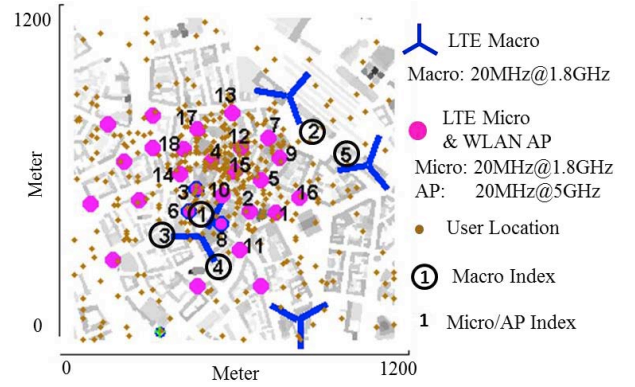 1200
Meter
0
0
Meter
1200
13
17
7
2
12
18
4
9
5
15
14
5
3
10
16
6
1
2
1
3
8
11
4
LTE Macro
Macro: 20MHz@1.8GHz
LTE Micro
& WLAN AP
Micro: 20MHz@1.8GHz
AP: 20MHz@5GHz
User Location
1 Macro Index
1 Micro/AP Index